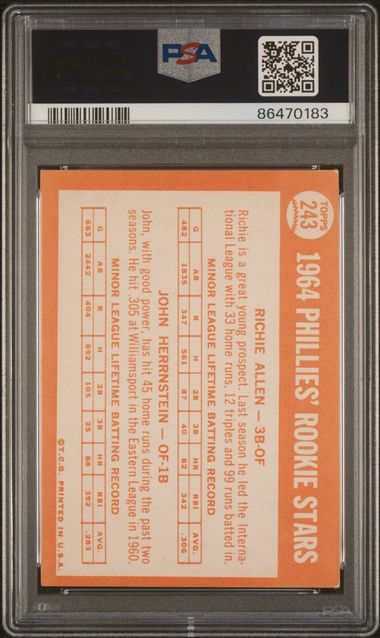 PSA
86470183
TOPPS
243
1964 PHILLIES' ROOKIE STARS
RICHIE ALLEN — 3B-OF
Richie is a great young prospect. Last season he led the Interna-
tional League with 33 home runs, 12 triples and 99 runs batted in.
MINOR LEAGUE LIFETIME BATTING RECORD
G AB R H 2B 3B HR RBI AVG.
482 1835 347 561 87 40 82 342 .306
JOHN HERRNSTEIN — OF-1B
John, with good power, has hit 45 home runs during the past two
seasons. He hit .305 at Williamsport in the Eastern League in 1960.
MINOR LEAGUE LIFETIME BATTING RECORD
G AB R H 2B 3B HR RBI AVG.
663 2442 404 692 105 25 68 392 .283
© T.C.G. PRINTED IN U.S.A.
PSA